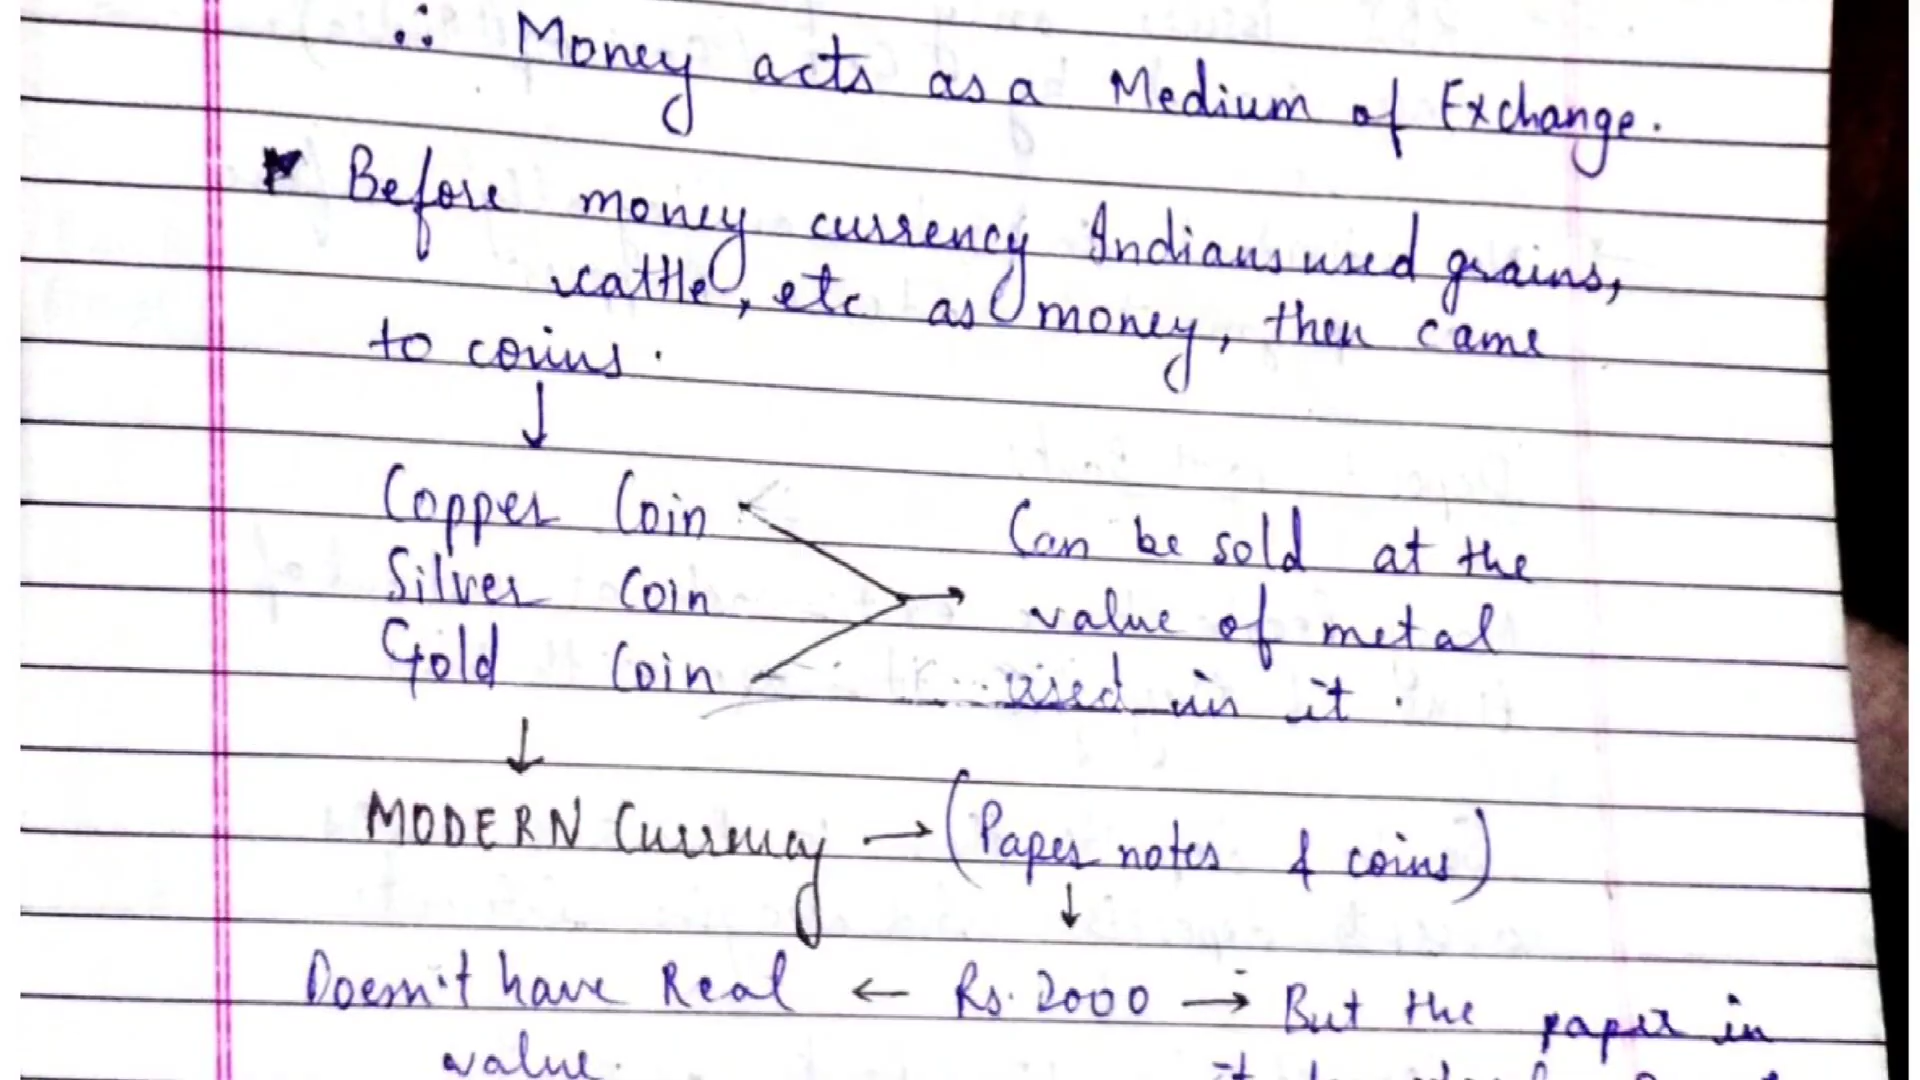 ∴ Money acts as a Medium of Exchange.
Before money currency Indians used grains,
cattle, etc as money, then came
to coins.
↓
Copper Coin
Silver Coin
Gold Coin
→ Can be sold at the
value of metal
used in it.
↓
MODERN Currency → (Paper notes & coins)
↓
Doesn't have Real ← Rs. 2000 → But the paper in
value.
it